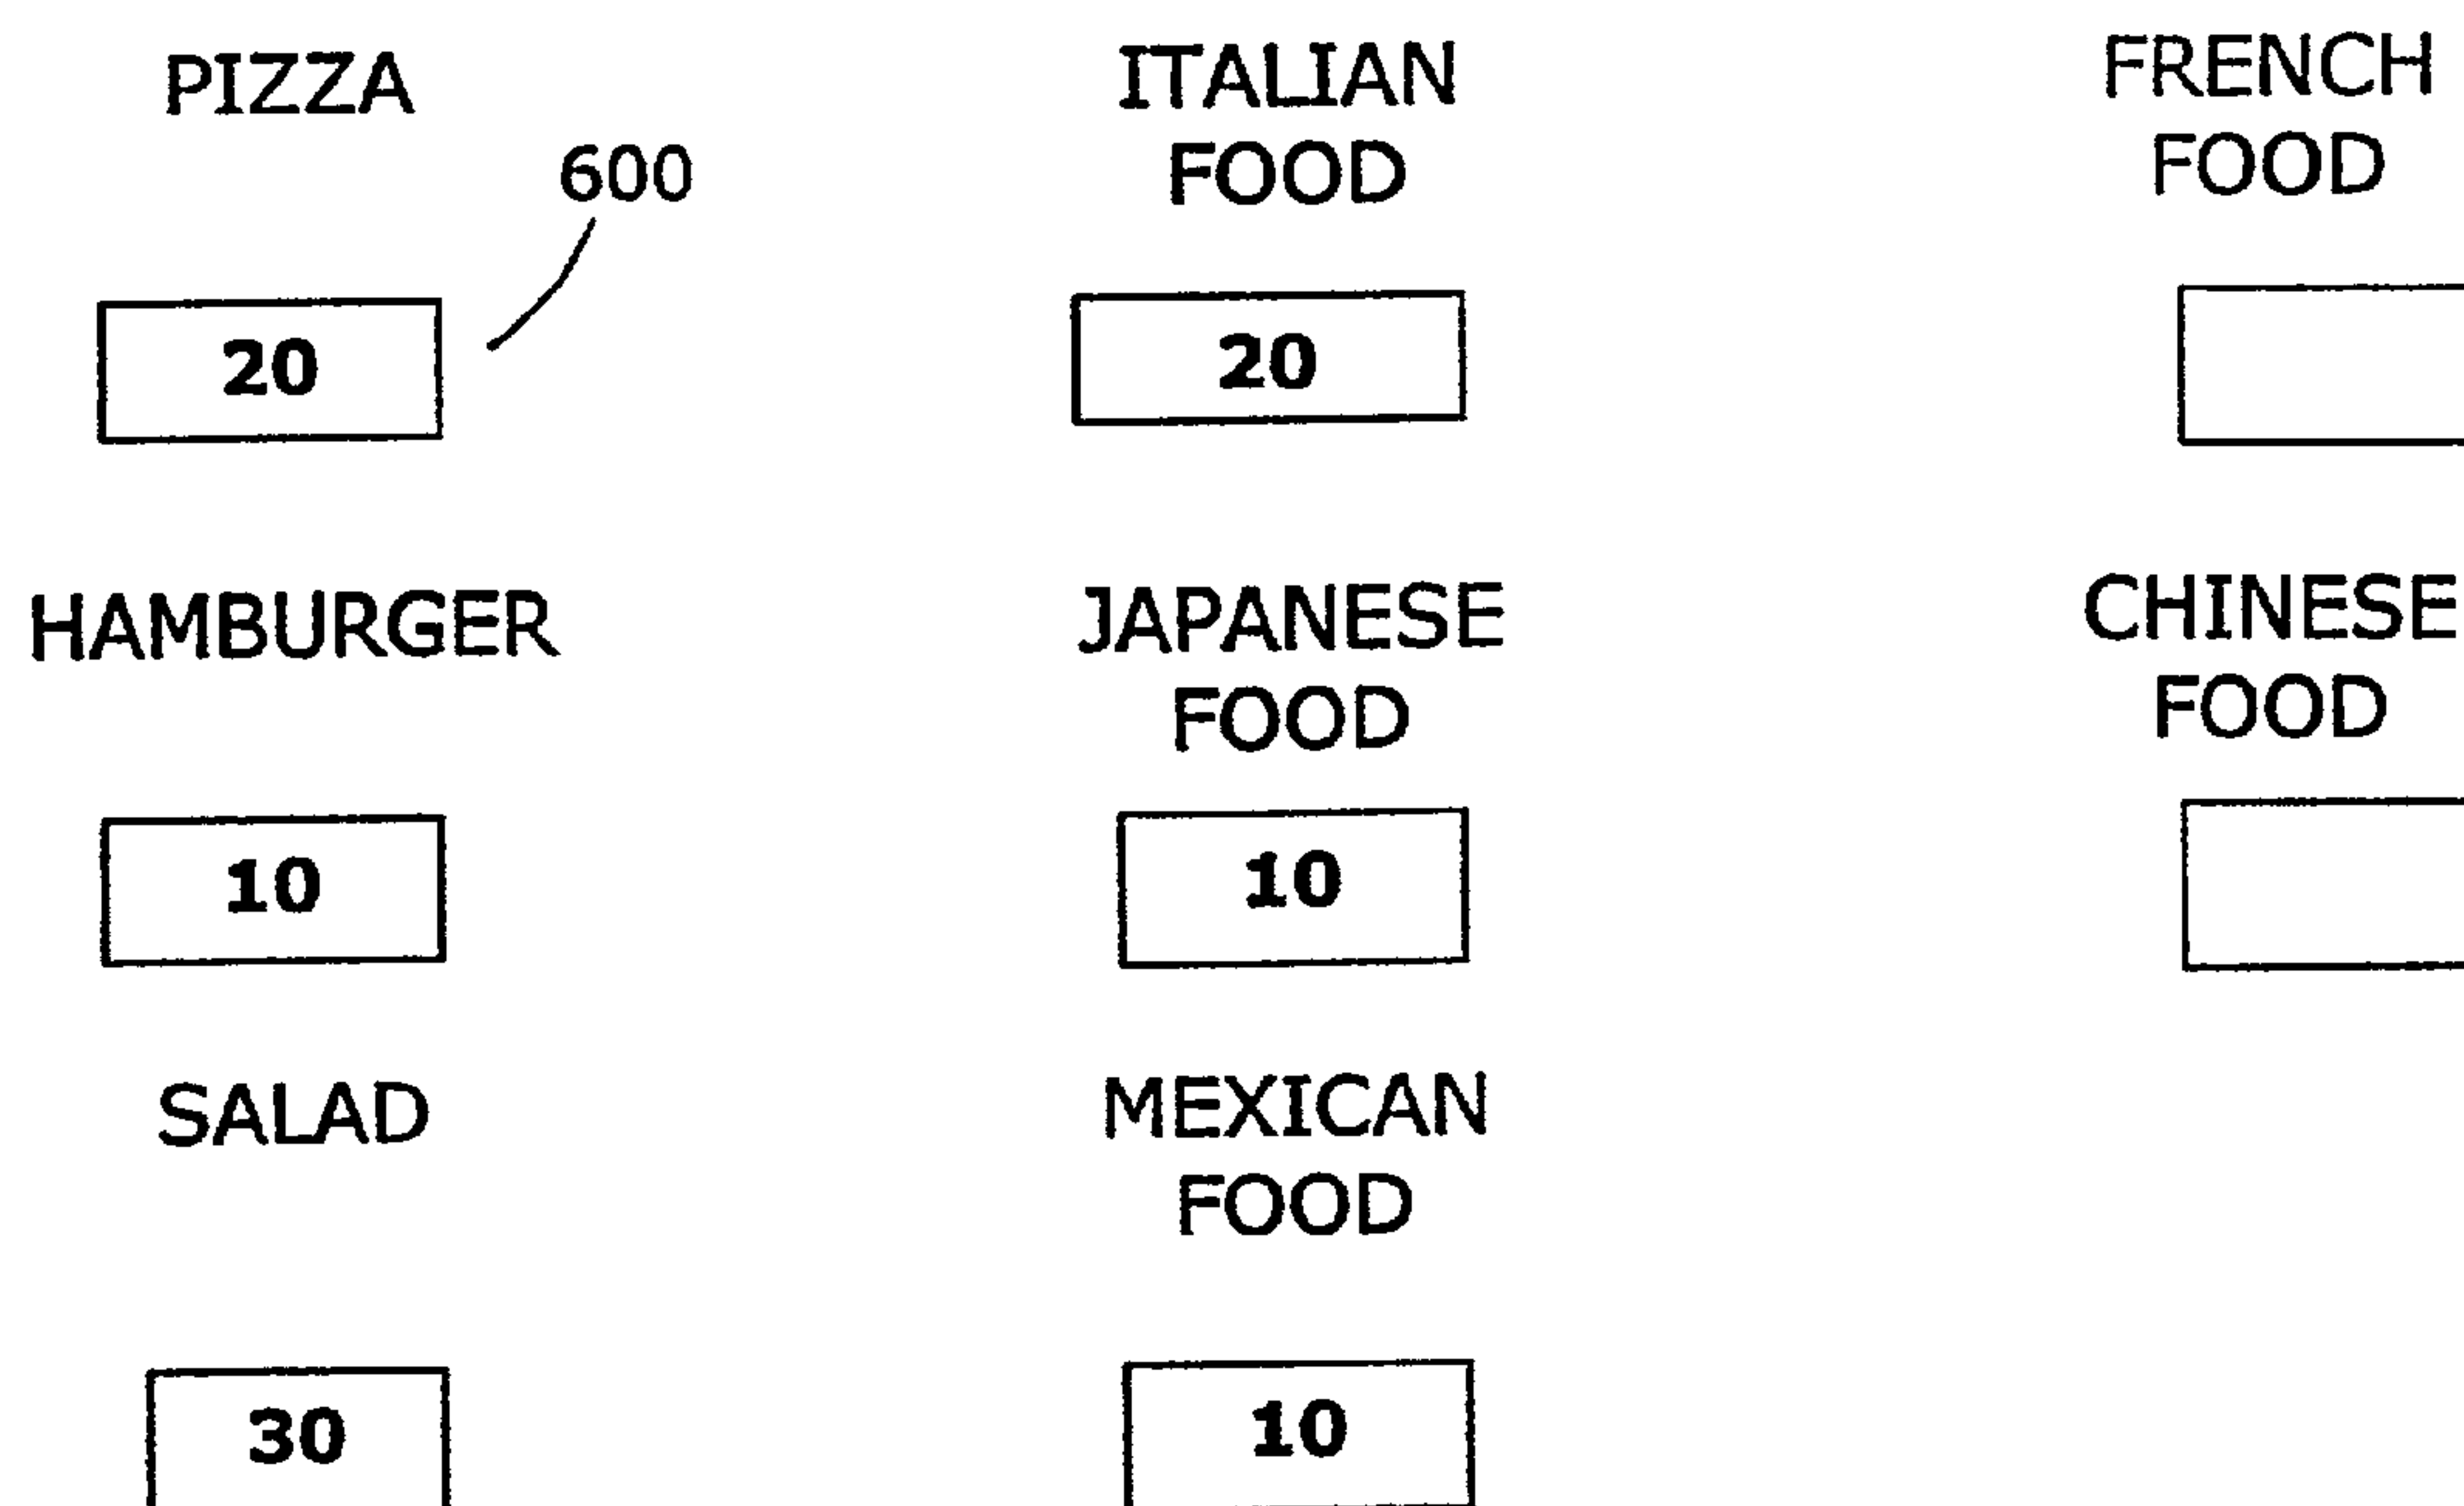 PIZZA
ITALIAN
FOOD
FRENCH
FOOD
600
20
20
HAMBURGER
JAPANESE
FOOD
CHINESE
FOOD
10
10
SALAD
MEXICAN
FOOD
30
10